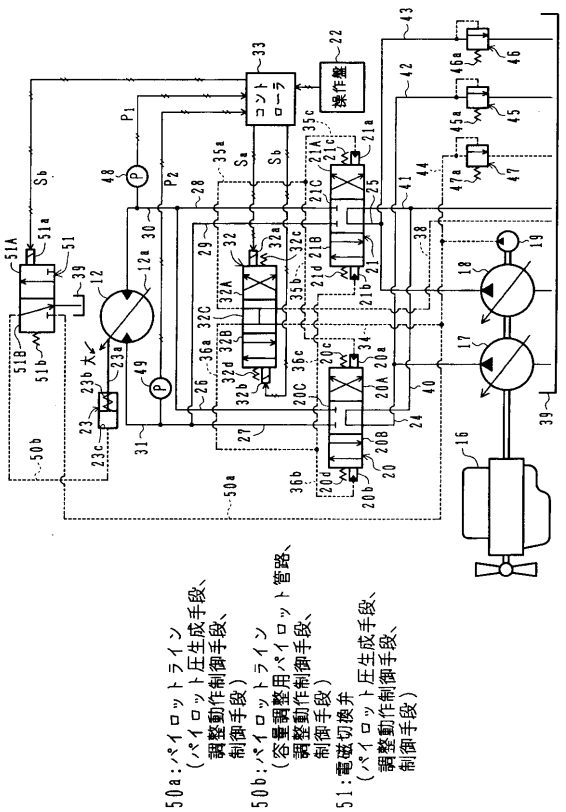 51A
51a
51
51B
51b
39
Sb
48
P
P1
33
コントローラ
操作盤
22
P2
Sa
Sb
12
12a
大
23a
23b
23
23c
50b
49
P
30
28
29
35a
32
32A
32C
32B
32a
32c
32d
32b
36a
35c
21c
21a
21A
21C
21B
21d
21b
21
25
35b
26
27
31
36c
20c
20a
20A
20C
20B
20d
20b
20
36b
34
24
40
38
41
44
42
43
46a
46
45a
45
47a
47
19
18
17
16
39
50a
50a:パイロットライン
(パイロット圧生成手段、
調整動作制御手段、
制御手段)
50b:パイロットライン
(容量調整用パイロット管路、
調整動作制御手段、
制御手段)
51:電磁切換弁
(パイロット圧生成手段、
調整動作制御手段、
制御手段)